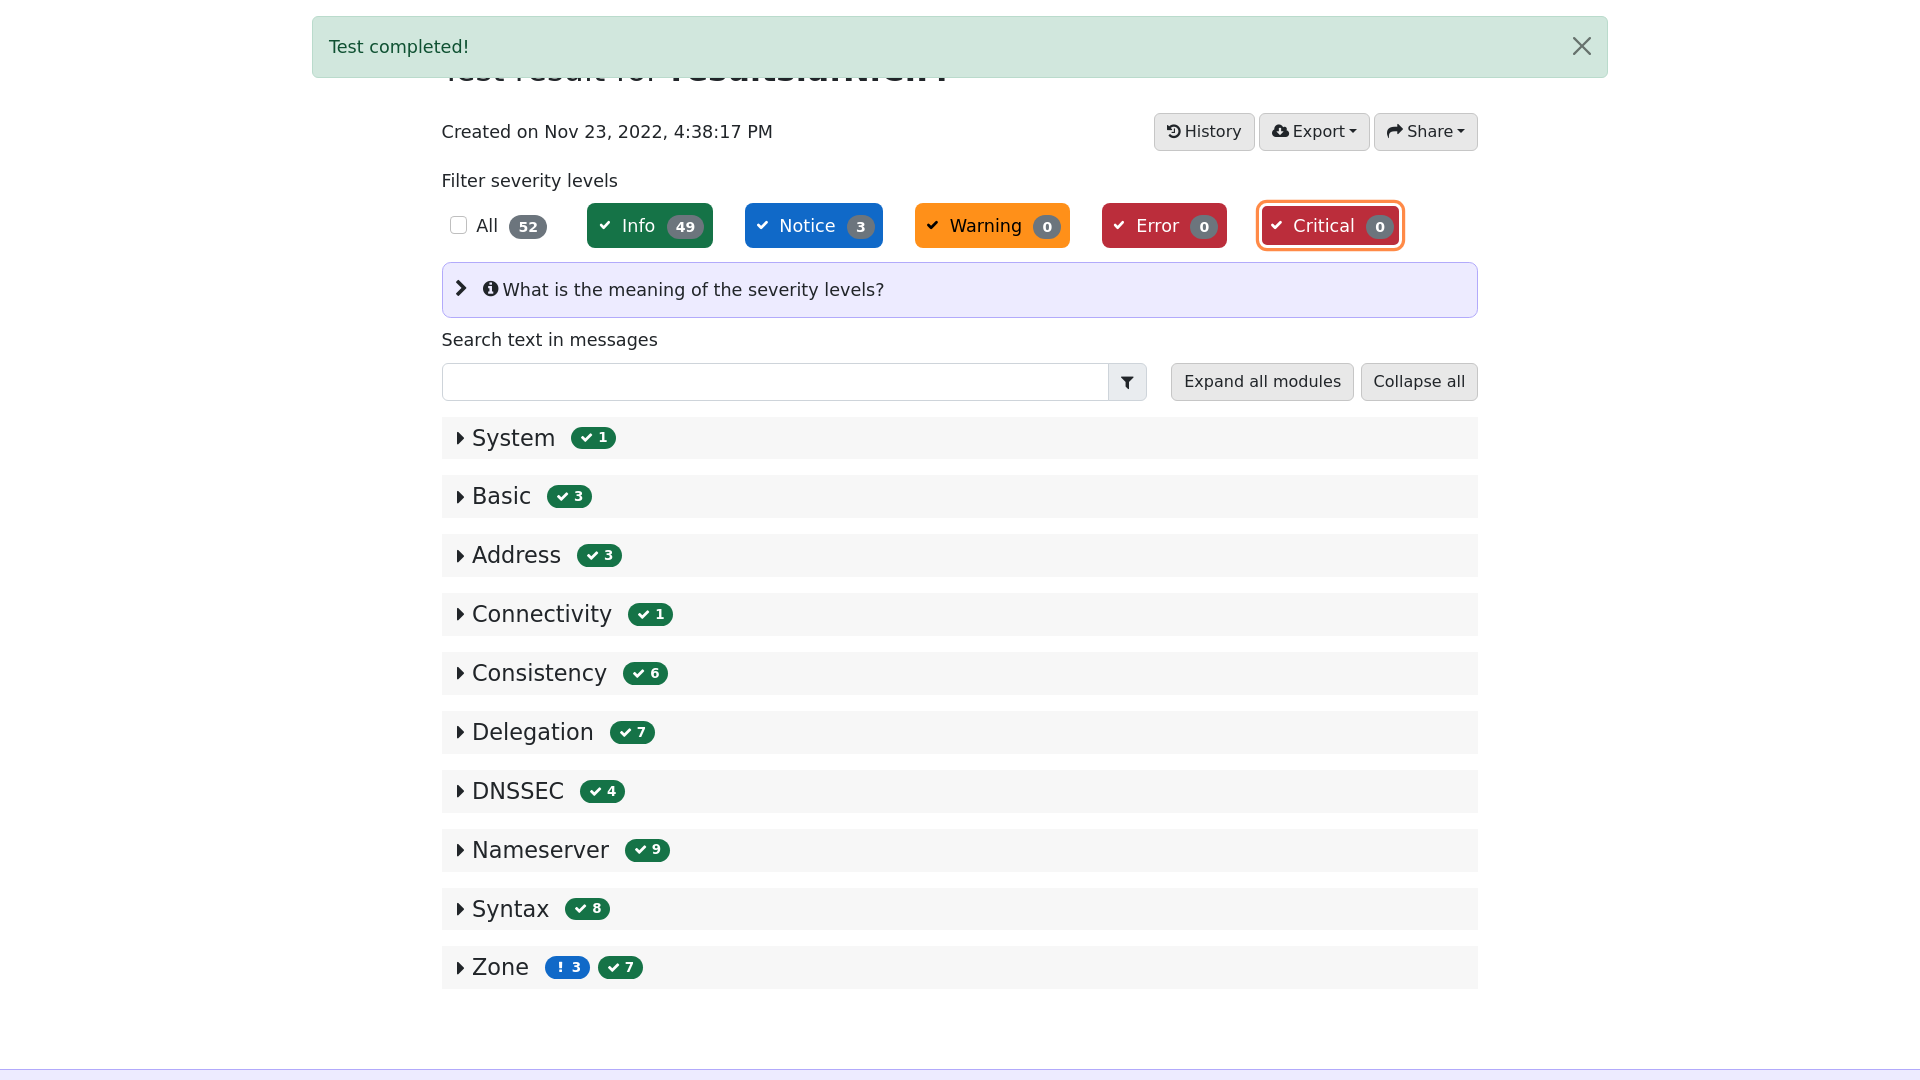 Test completed!
Test result for
Created on Nov 23, 2022, 4:38:17 PM
History Export Share
Filter severity levels
All 52 Info 49 Notice 3 Warning 0 Error 0 Critical 0
What is the meaning of the severity levels?
Search text in messages
Expand all modules Collapse all
System 1
Basic 3
Address 3
Connectivity 1
Consistency 6
Delegation 7
DNSSEC 4
Nameserver 9
Syntax 8
Zone ! 3 7